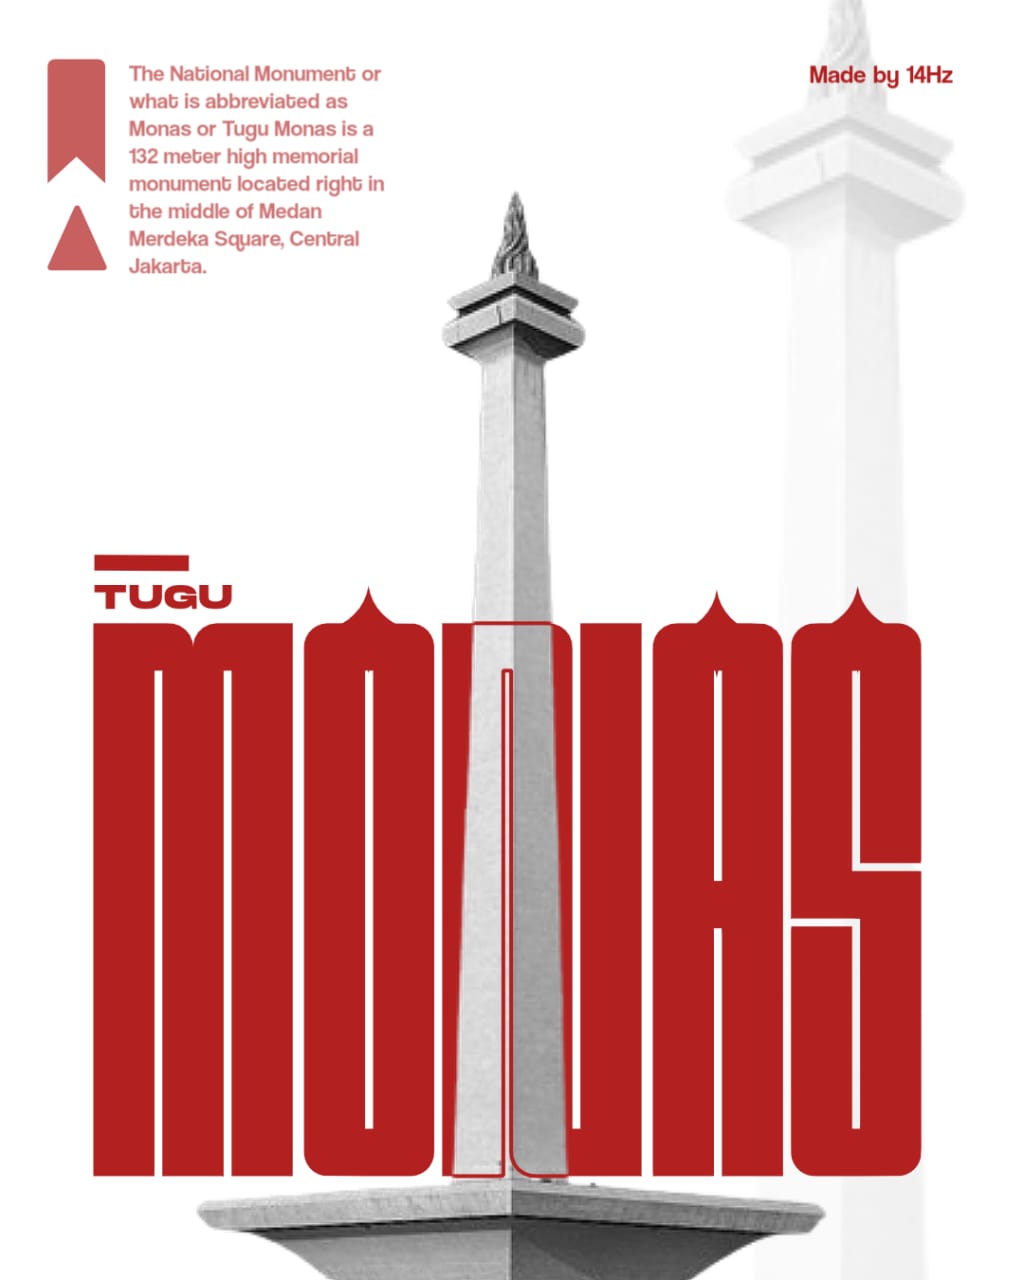 The National Monument or
what is abbreviated as
Monas or Tugu Monas is a
132 meter high memorial
monument located right in
the middle of Medan
Merdeka Square, Central
Jakarta.
Made by 14Hz
TUGU
MONAS